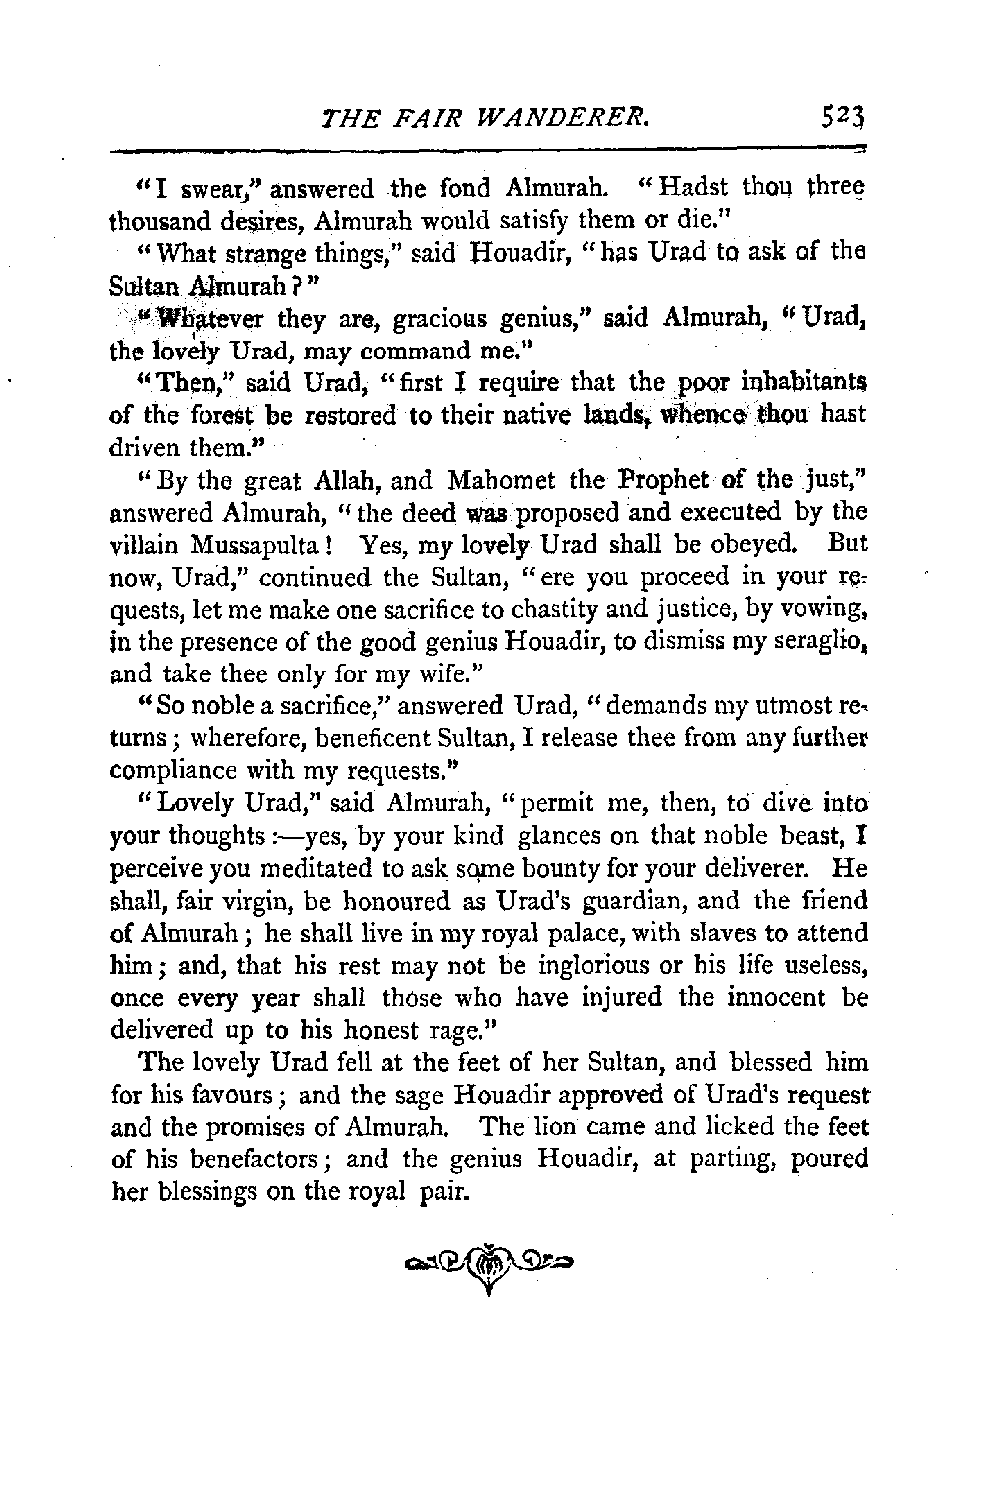 THE FAIR WANDERER. 523
"I swear," answered the fond Almurah. "Hadst thou three
thousand desires, Almurah would satisfy them or die."
"What strange things," said Houadir, "has Urad to ask of the
Sultan Almurah?"
"Whatever they are, gracious genius," said Almurah, "Urad,
the lovely Urad, may command me."
"Then," said Urad, "first I require that the poor inhabitants
of the forest be restored to their native lands, whence thou hast
driven them."
"By the great Allah, and Mahomet the Prophet of the just,"
answered Almurah, "the deed was proposed and executed by the
villain Mussapulta! Yes, my lovely Urad shall be obeyed. But
now, Urad," continued the Sultan, "ere you proceed in your re-
quests, let me make one sacrifice to chastity and justice, by vowing,
in the presence of the good genius Houadir, to dismiss my seraglio,
and take thee only for my wife."
"So noble a sacrifice," answered Urad, "demands my utmost re-
turns; wherefore, beneficent Sultan, I release thee from any further
compliance with my requests."
"Lovely Urad," said Almurah, "permit me, then, to dive into
your thoughts:—yes, by your kind glances on that noble beast, I
perceive you meditated to ask some bounty for your deliverer. He
shall, fair virgin, be honoured as Urad's guardian, and the friend
of Almurah; he shall live in my royal palace, with slaves to attend
him; and, that his rest may not be inglorious or his life useless,
once every year shall those who have injured the innocent be
delivered up to his honest rage."
The lovely Urad fell at the feet of her Sultan, and blessed him
for his favours; and the sage Houadir approved of Urad's request
and the promises of Almurah. The lion came and licked the feet
of his benefactors; and the genius Houadir, at parting, poured
her blessings on the royal pair.